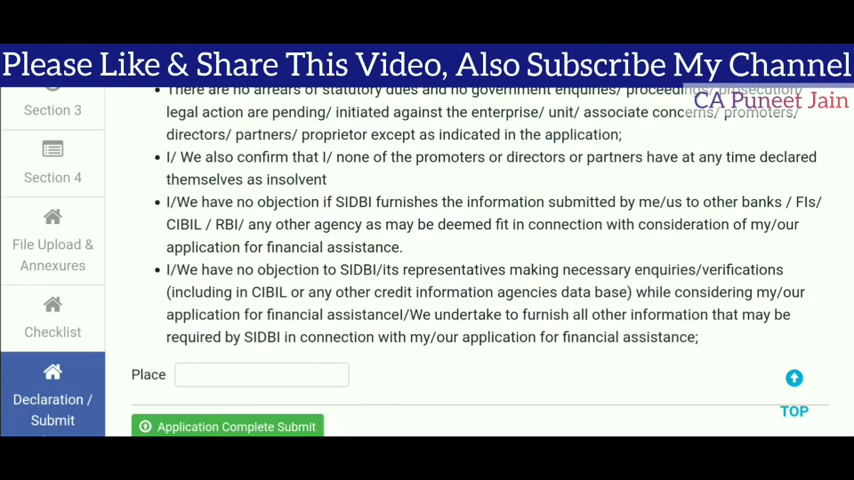 Please Like & Share This Video, Also Subscribe My Channel
CA Puneet Jain
Section 3
Section 4
File Upload &
Annexures
Checklist
Declaration /
Submit
• There are no arrears of statutory dues and no government enquiries/ proceedings/ prosecution/
legal action are pending/ initiated against the enterprise/ unit/ associate concerns/ promoters/
directors/ partners/ proprietor except as indicated in the application;
• I/ We also confirm that I/ none of the promoters or directors or partners have at any time declared
themselves as insolvent
• I/We have no objection if SIDBI furnishes the information submitted by me/us to other banks / FIs/
CIBIL / RBI/ any other agency as may be deemed fit in connection with consideration of my/our
application for financial assistance.
• I/We have no objection to SIDBI/its representatives making necessary enquiries/verifications
(including in CIBIL or any other credit information agencies data base) while considering my/our
application for financial assistanceI/We undertake to furnish all other information that may be
required by SIDBI in connection with my/our application for financial assistance;
Place
TOP
Application Complete Submit